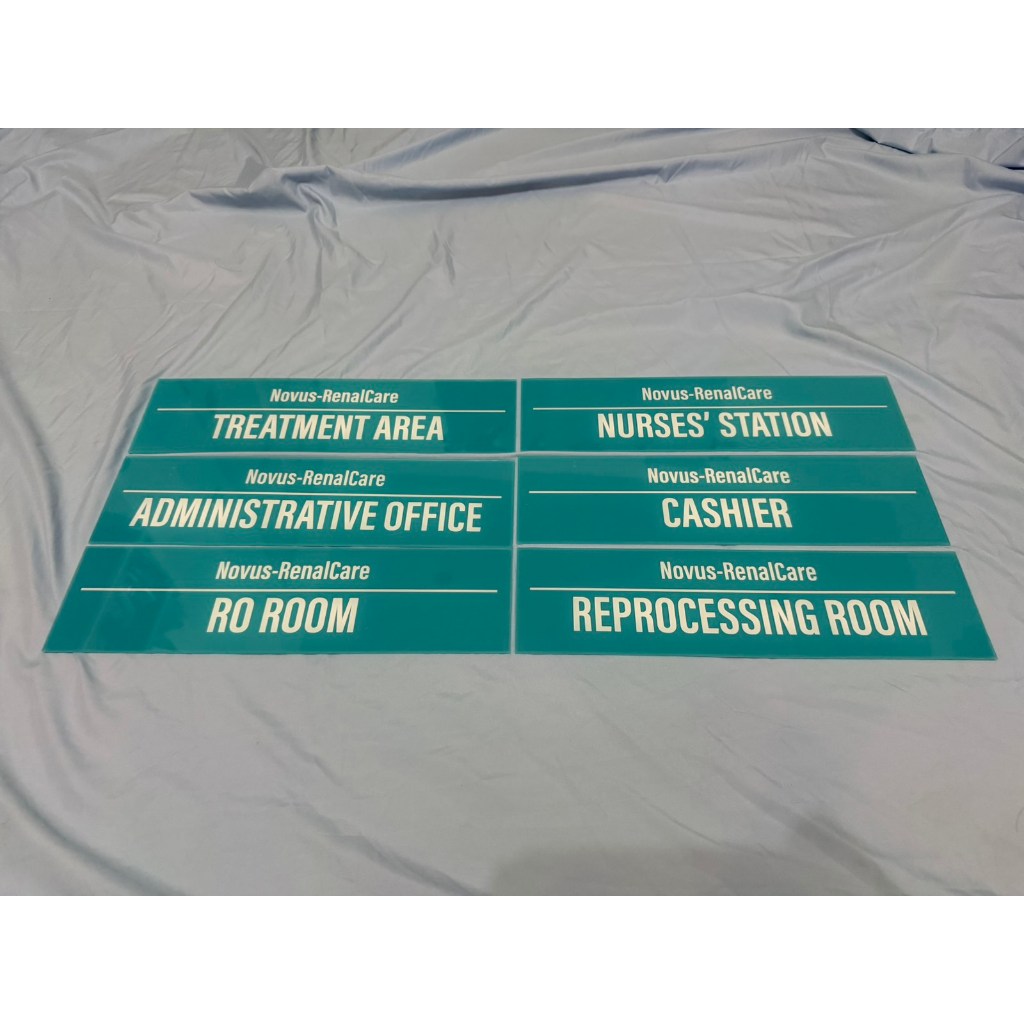 Novus-RenalCare
TREATMENT AREA
Novus-RenalCare
NURSES' STATION
Novus-RenalCare
ADMINISTRATIVE OFFICE
Novus-RenalCare
CASHIER
Novus-RenalCare
RO ROOM
Novus-RenalCare
REPROCESSING ROOM